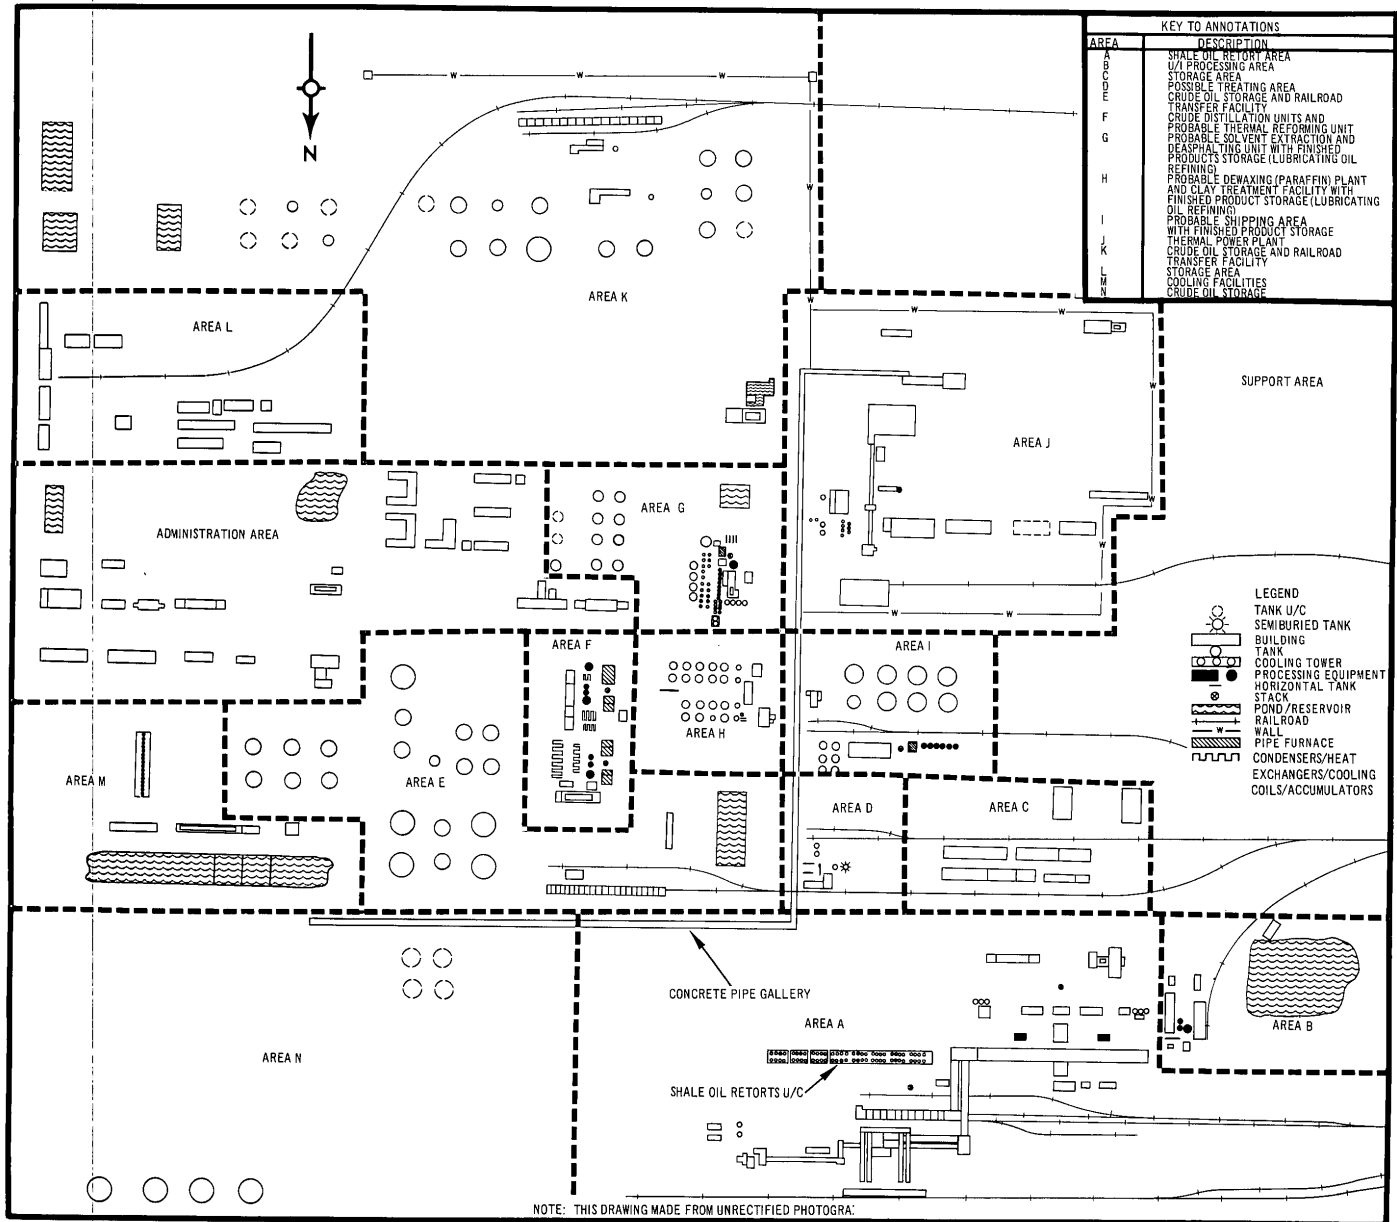 KEY TO ANNOTATIONS
AREA DESCRIPTION
A SHALE OIL RETORT AREA
B U/I PROCESSING AREA
C STORAGE AREA
D POSSIBLE TREATING AREA
E CRUDE OIL STORAGE AND RAILROAD
TRANSFER FACILITY
F CRUDE DISTILLATION UNITS AND
PROBABLE THERMAL REFORMING UNIT
G PROBABLE SOLVENT EXTRACTION AND
DEASPHALTING UNIT WITH FINISHED
PRODUCTS STORAGE (LUBRICATING OIL
REFINING)
H PROBABLE DEWAXING (PARAFFIN) PLANT
AND CLAY TREATMENT FACILITY WITH
FINISHED PRODUCT STORAGE (LUBRICATING
OIL REFINING)
I PROBABLE SHIPPING AREA
WITH FINISHED PRODUCT STORAGE
J THERMAL POWER PLANT
K CRUDE OIL STORAGE AND RAILROAD
TRANSFER FACILITY
L STORAGE AREA
M COOLING FACILITIES
N CRUDE OIL STORAGE
W W W
N
W
AREA K
W
W W
AREA L
W
SUPPORT AREA
AREA J
AREA G
W
ADMINISTRATION AREA
W
W W
LEGEND
TANK U/C
SEMIBURIED TANK
BUILDING
TANK
COOLING TOWER
PROCESSING EQUIPMENT
HORIZONTAL TANK
STACK
POND/RESERVOIR
RAILROAD
W WALL
PIPE FURNACE
CONDENSERS/HEAT
EXCHANGERS/COOLING
COILS/ACCUMULATORS
AREA F
AREA I
AREA H
AREA M
AREA E
AREA D
AREA C
CONCRETE PIPE GALLERY
AREA A
AREA B
AREA N
SHALE OIL RETORTS U/C
NOTE: THIS DRAWING MADE FROM UNRECTIFIED PHOTOGRA